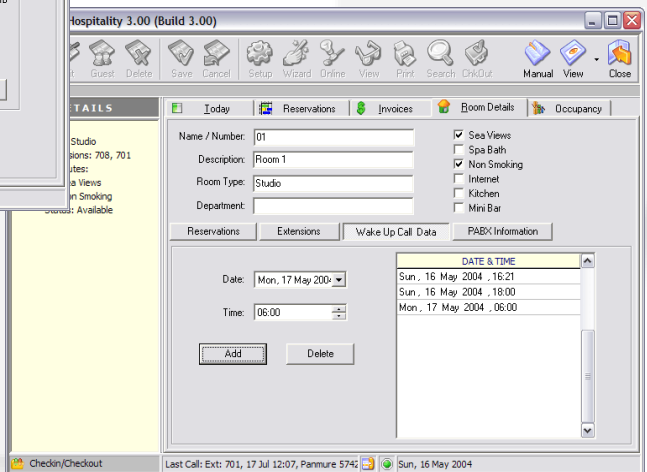 Hospitality 3.00 (Build 3.00)
Guest Delete Save Cancel Setup Wizard Online View Print Search ChkOut Manual View Close
TAILS
Today Reservations Invoices Room Details Occupancy
Studio
sions: 708, 701
utes:
a Views
n Smoking
Status: Available
Name / Number: 01
Description: Room 1
Room Type: Studio
Department:
Sea Views
Spa Bath
Non Smoking
Internet
Kitchen
Mini Bar
Reservations Extensions Wake Up Call Data PABX Information
Date: Mon, 17 May 200
Time: 06:00
Add Delete
DATE & TIME
Sun , 16 May 2004 , 16:21
Sun , 16 May 2004 , 18:00
Mon , 17 May 2004 , 06:00
Checkin/Checkout
Last Call: Ext: 701, 17 Jul 12:07, Panmure 5742
Sun, 16 May 2004